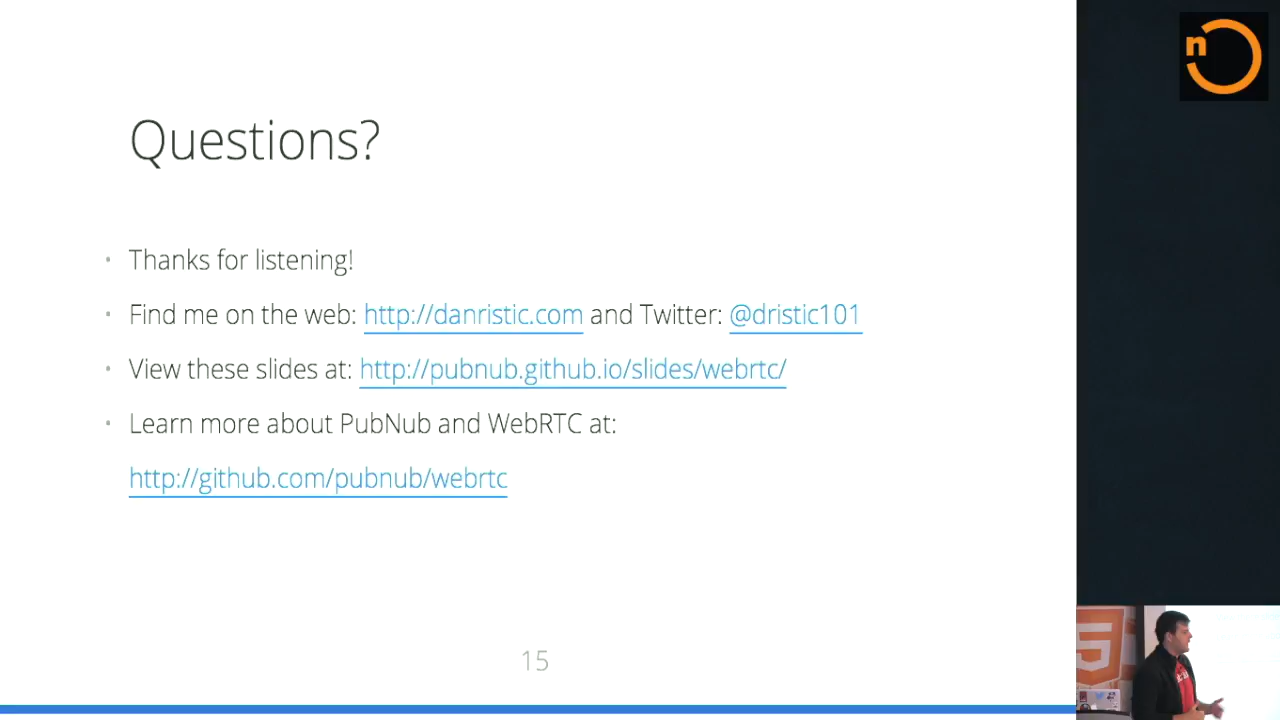 n
Questions?
Thanks for listening!
Find me on the web: http://danristic.com and Twitter: @dristic101
View these slides at: http://pubnub.github.io/slides/webrtc/
Learn more about PubNub and WebRTC at:
http://github.com/pubnub/webrtc
15
5